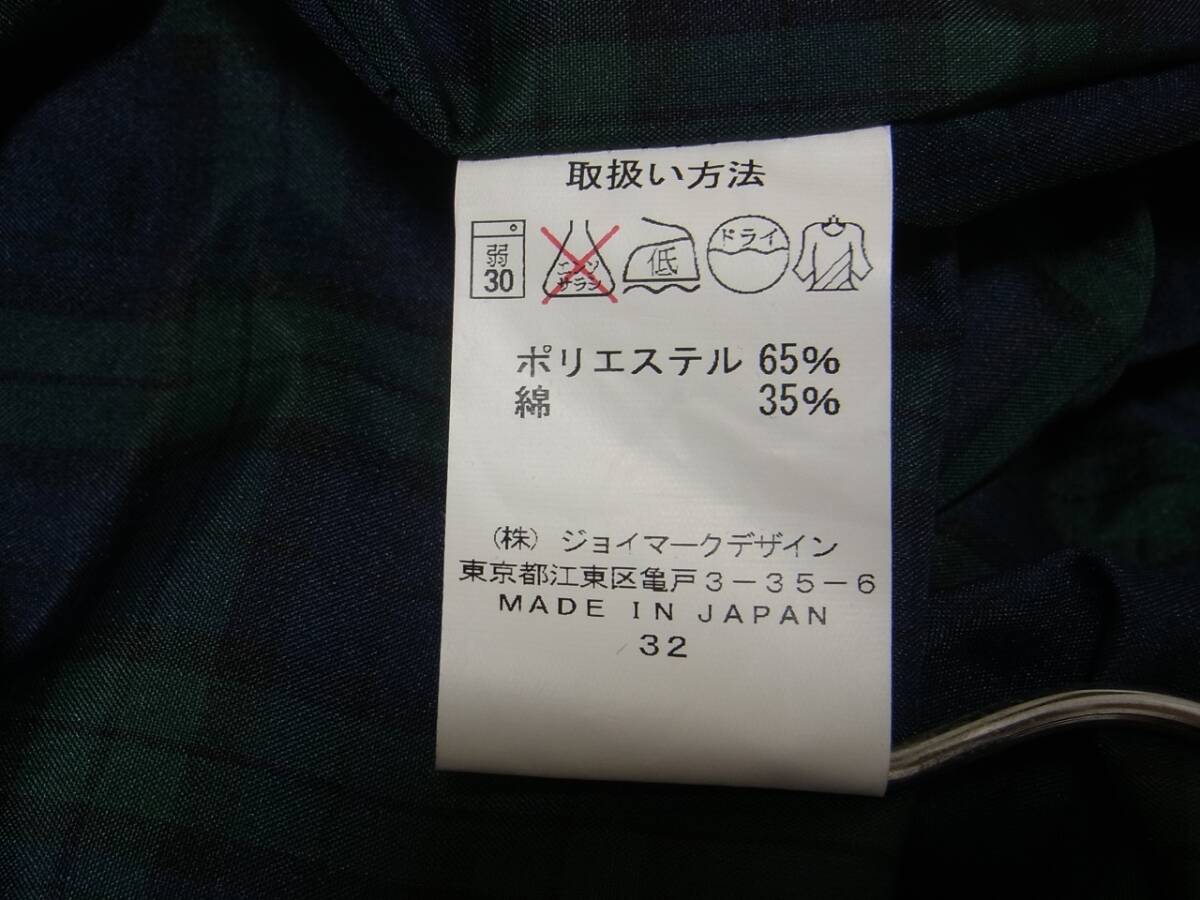 取扱い方法
弱 エンソ 低 ドライ
30 サラシ
ポリエステル 65%
綿 35%
(株) ジョイマークデザイン
東京都江東区亀戸3-35-6
MADE IN JAPAN
32